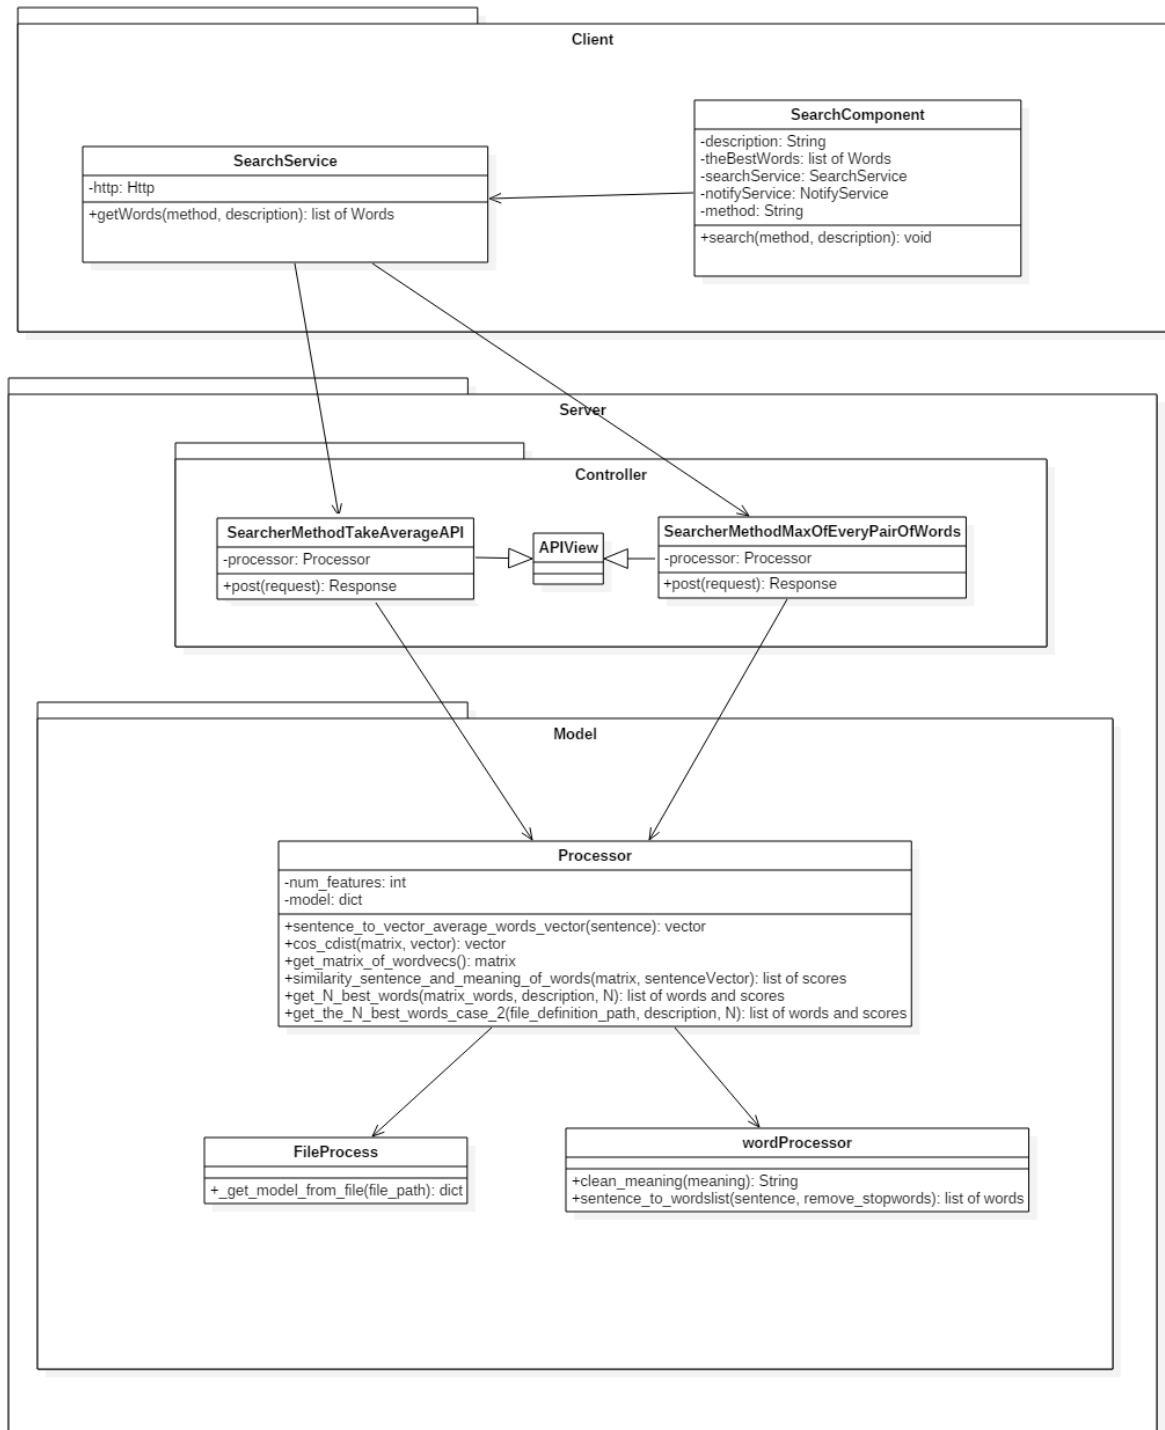 Client
SearchComponent
-description: String
-theBestWords: list of Words
-searchService: SearchService
-notifyService: NotifyService
-method: String
+search(method, description): void
SearchService
-http: Http
+getWords(method, description): list of Words
Server
Controller
SearcherMethodTakeAverageAPI
-processor: Processor
+post(request): Response
APIView
SearcherMethodMaxOfEveryPairOfWords
-processor: Processor
+post(request): Response
Model
Processor
-num_features: int
-model: dict
+sentence_to_vector_average_words_vector(sentence): vector
+cos_cdist(matrix, vector): vector
+get_matrix_of_wordvecs(): matrix
+similarity_sentence_and_meaning_of_words(matrix, sentenceVector): list of scores
+get_N_best_words(matrix_words, description, N): list of words and scores
+get_the_N_best_words_case_2(file_definition_path, description, N): list of words and scores
FileProcess
+_get_model_from_file(file_path): dict
wordProcessor
+clean_meaning(meaning): String
+sentence_to_wordslist(sentence, remove_stopwords): list of words